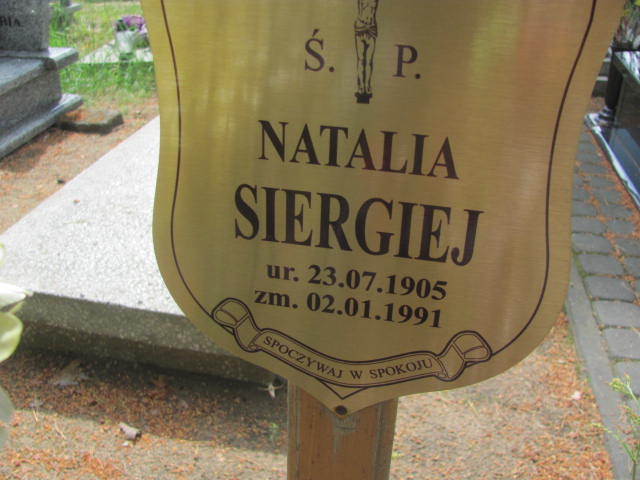 Ś. P.
NATALIA
SIERGIEJ
ur. 23.07.1905
zm. 02.01.1991
SPOCZYWAJ W SPOKOJU